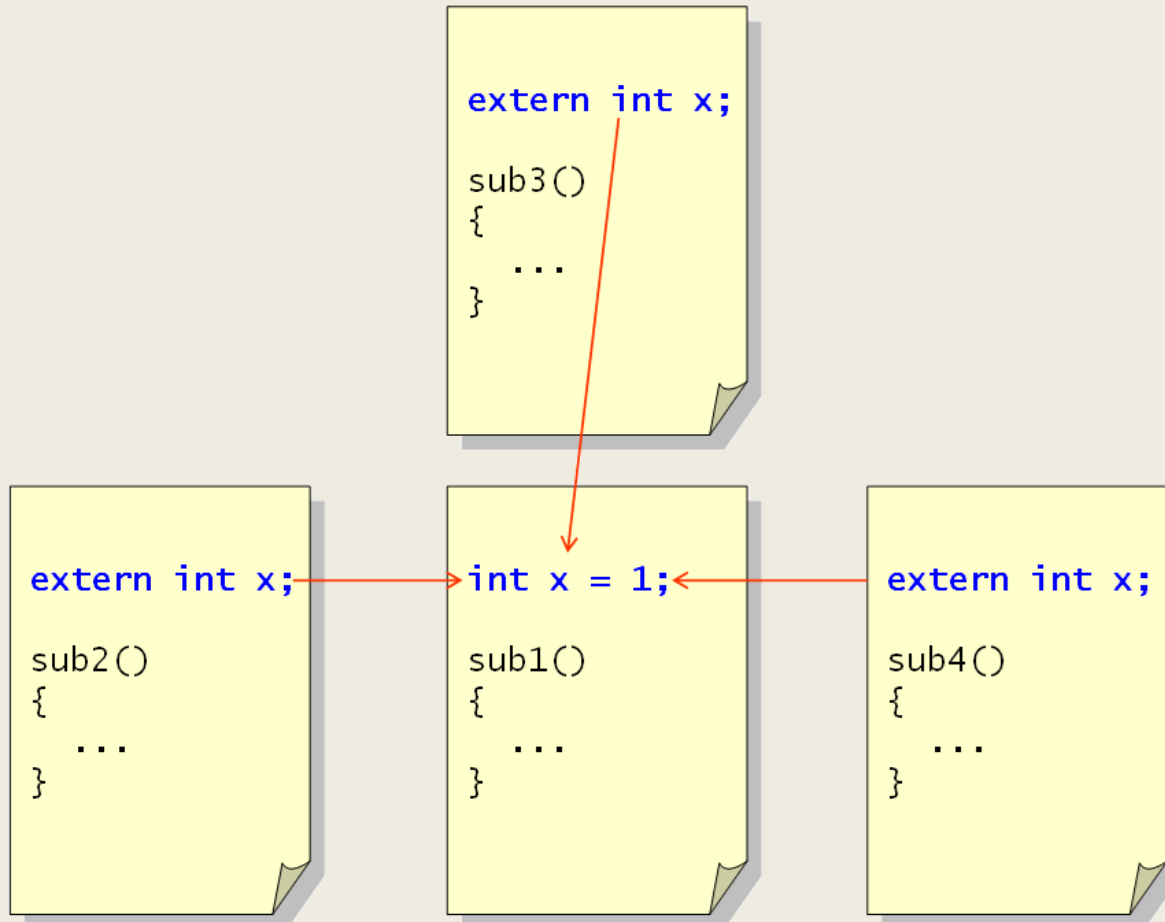 extern int x;
sub3()
{
...
}
extern int x;
sub2()
{
...
}
int x = 1;
sub1()
{
...
}
extern int x;
sub4()
{
...
}